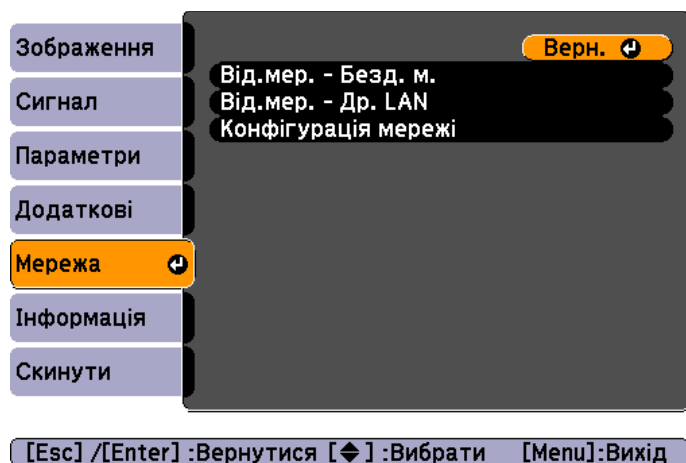 Зображення
Сигнал
Параметри
Додаткові
Мережа
Інформація
Скинути
Верн.
Від.мер. - Безд. м.
Від.мер. - Др. LAN
Конфігурація мережі
[Esc] /[Enter] :Вернутися [ ] :Вибрати [Menu]:Вихід